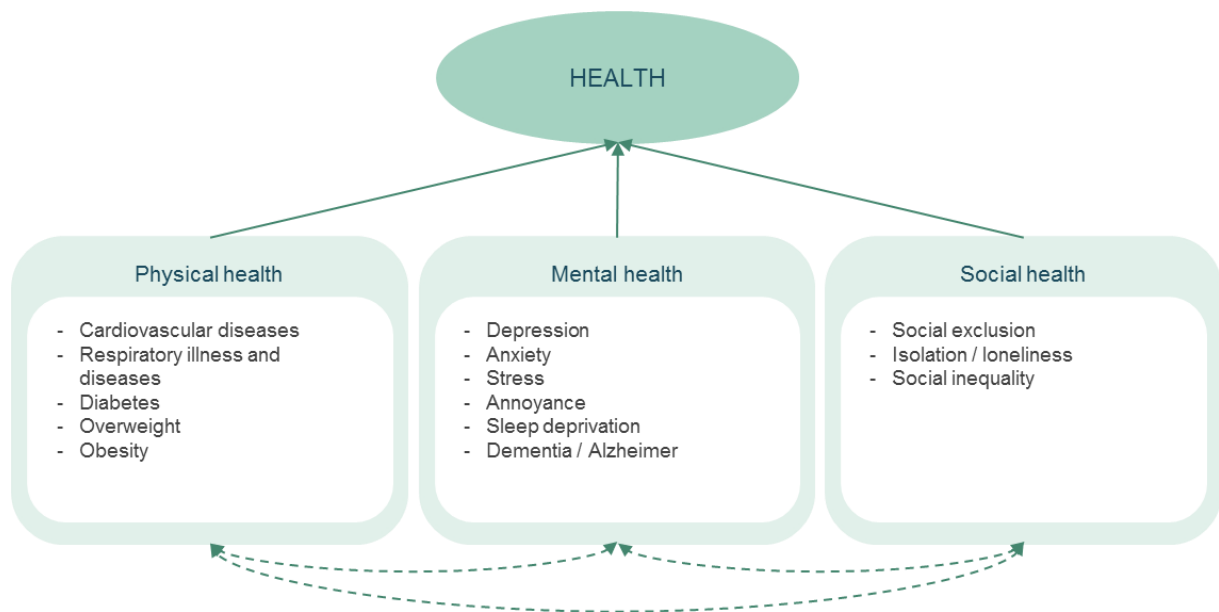 HEALTH
Physical health
- Cardiovascular diseases
- Respiratory illness and
diseases
- Diabetes
- Overweight
- Obesity
Mental health
- Depression
- Anxiety
- Stress
- Annoyance
- Sleep deprivation
- Dementia / Alzheimer
Social health
- Social exclusion
- Isolation / loneliness
- Social inequality